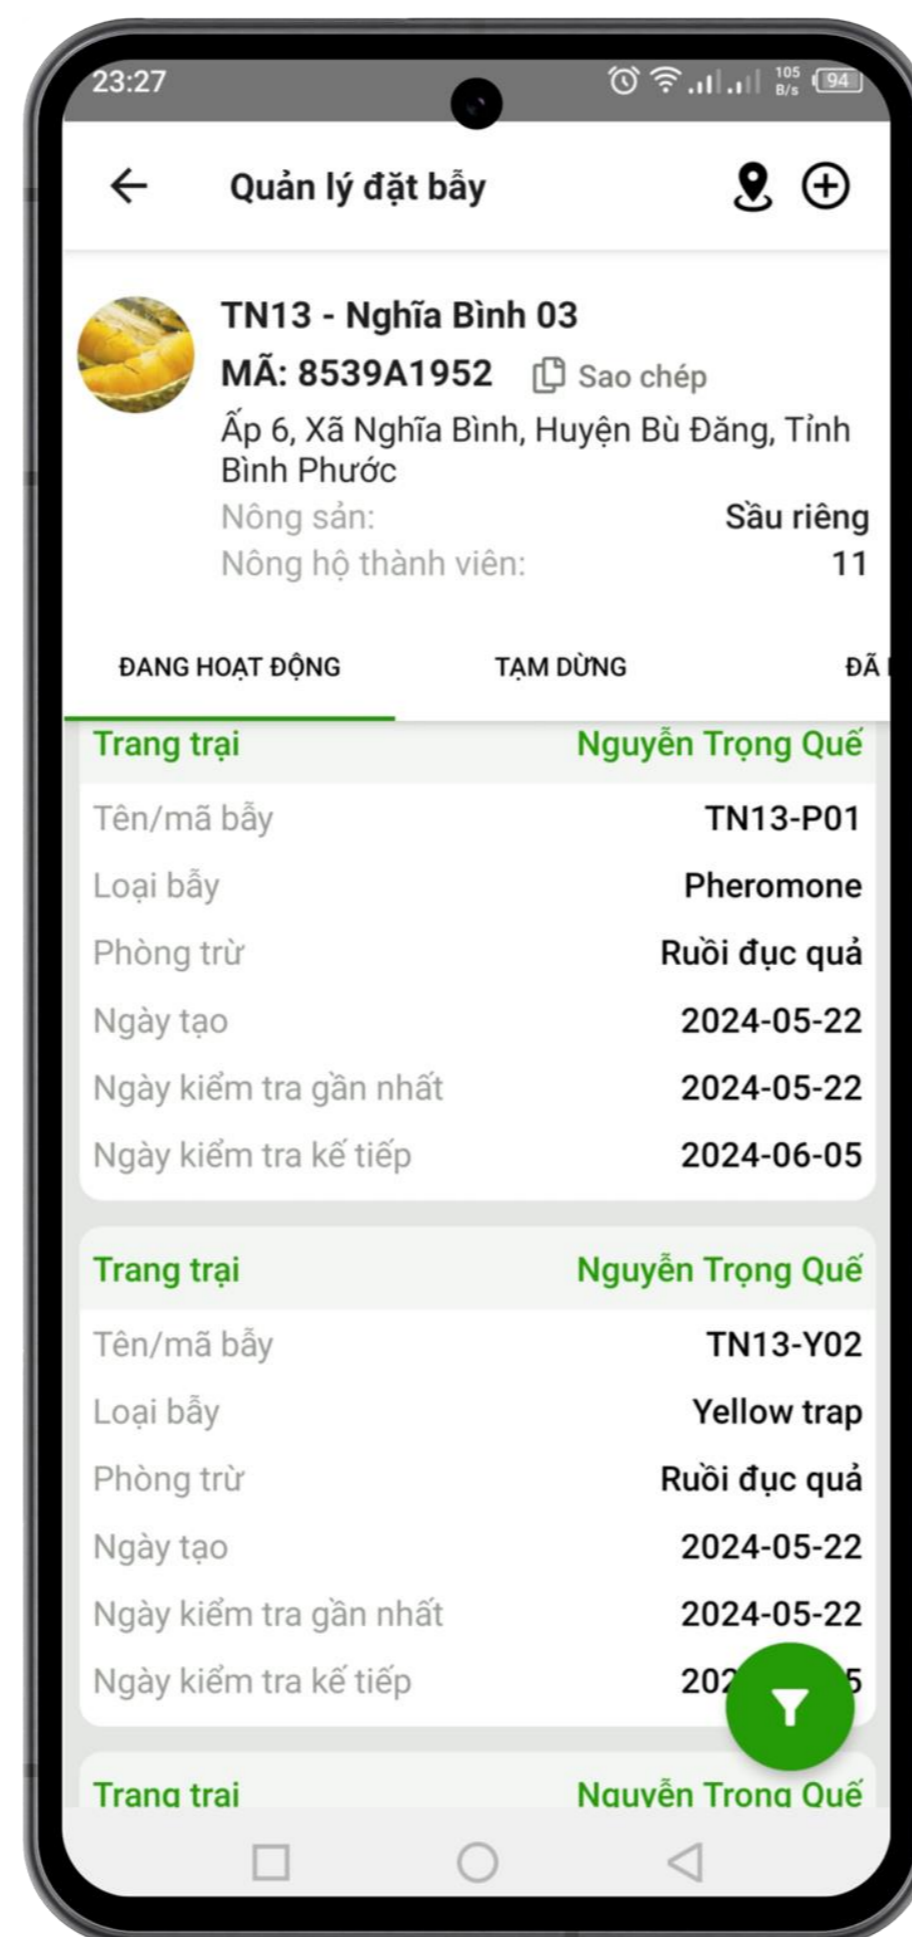 23:27
105
B/s
94
Quản lý đặt bẫy
TN13 - Nghĩa Bình 03
MÃ: 8539A1952 Sao chép
Ấp 6, Xã Nghĩa Bình, Huyện Bù Đăng, Tỉnh
Bình Phước
Nông sản: Sầu riêng
Nông hộ thành viên: 11
ĐANG HOẠT ĐỘNG TẠM DỪNG ĐÃ
Trang trại Nguyễn Trọng Quế
Tên/mã bẫy TN13-P01
Loại bẫy Pheromone
Phòng trừ Ruồi đục quả
Ngày tạo 2024-05-22
Ngày kiểm tra gần nhất 2024-05-22
Ngày kiểm tra kế tiếp 2024-06-05
Trang trại Nguyễn Trọng Quế
Tên/mã bẫy TN13-Y02
Loại bẫy Yellow trap
Phòng trừ Ruồi đục quả
Ngày tạo 2024-05-22
Ngày kiểm tra gần nhất 2024-05-22
Ngày kiểm tra kế tiếp
Trang trại Nguyễn Trọng Quế